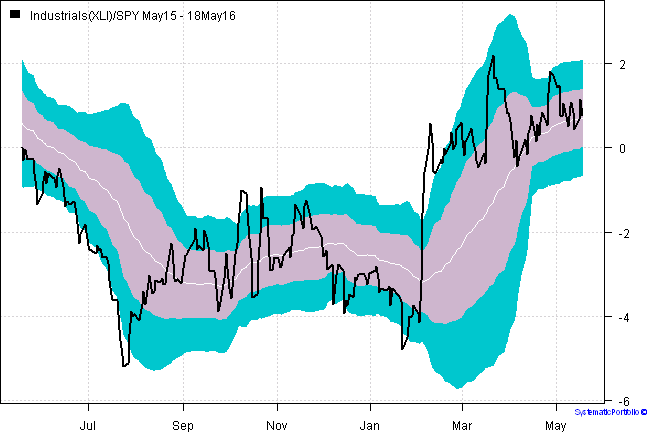 Industrials(XLI)/SPY May15 - 18May16
2
0
-2
-4
-6
Jul Sep Nov Jan Mar May
SystematicPortfolio ©